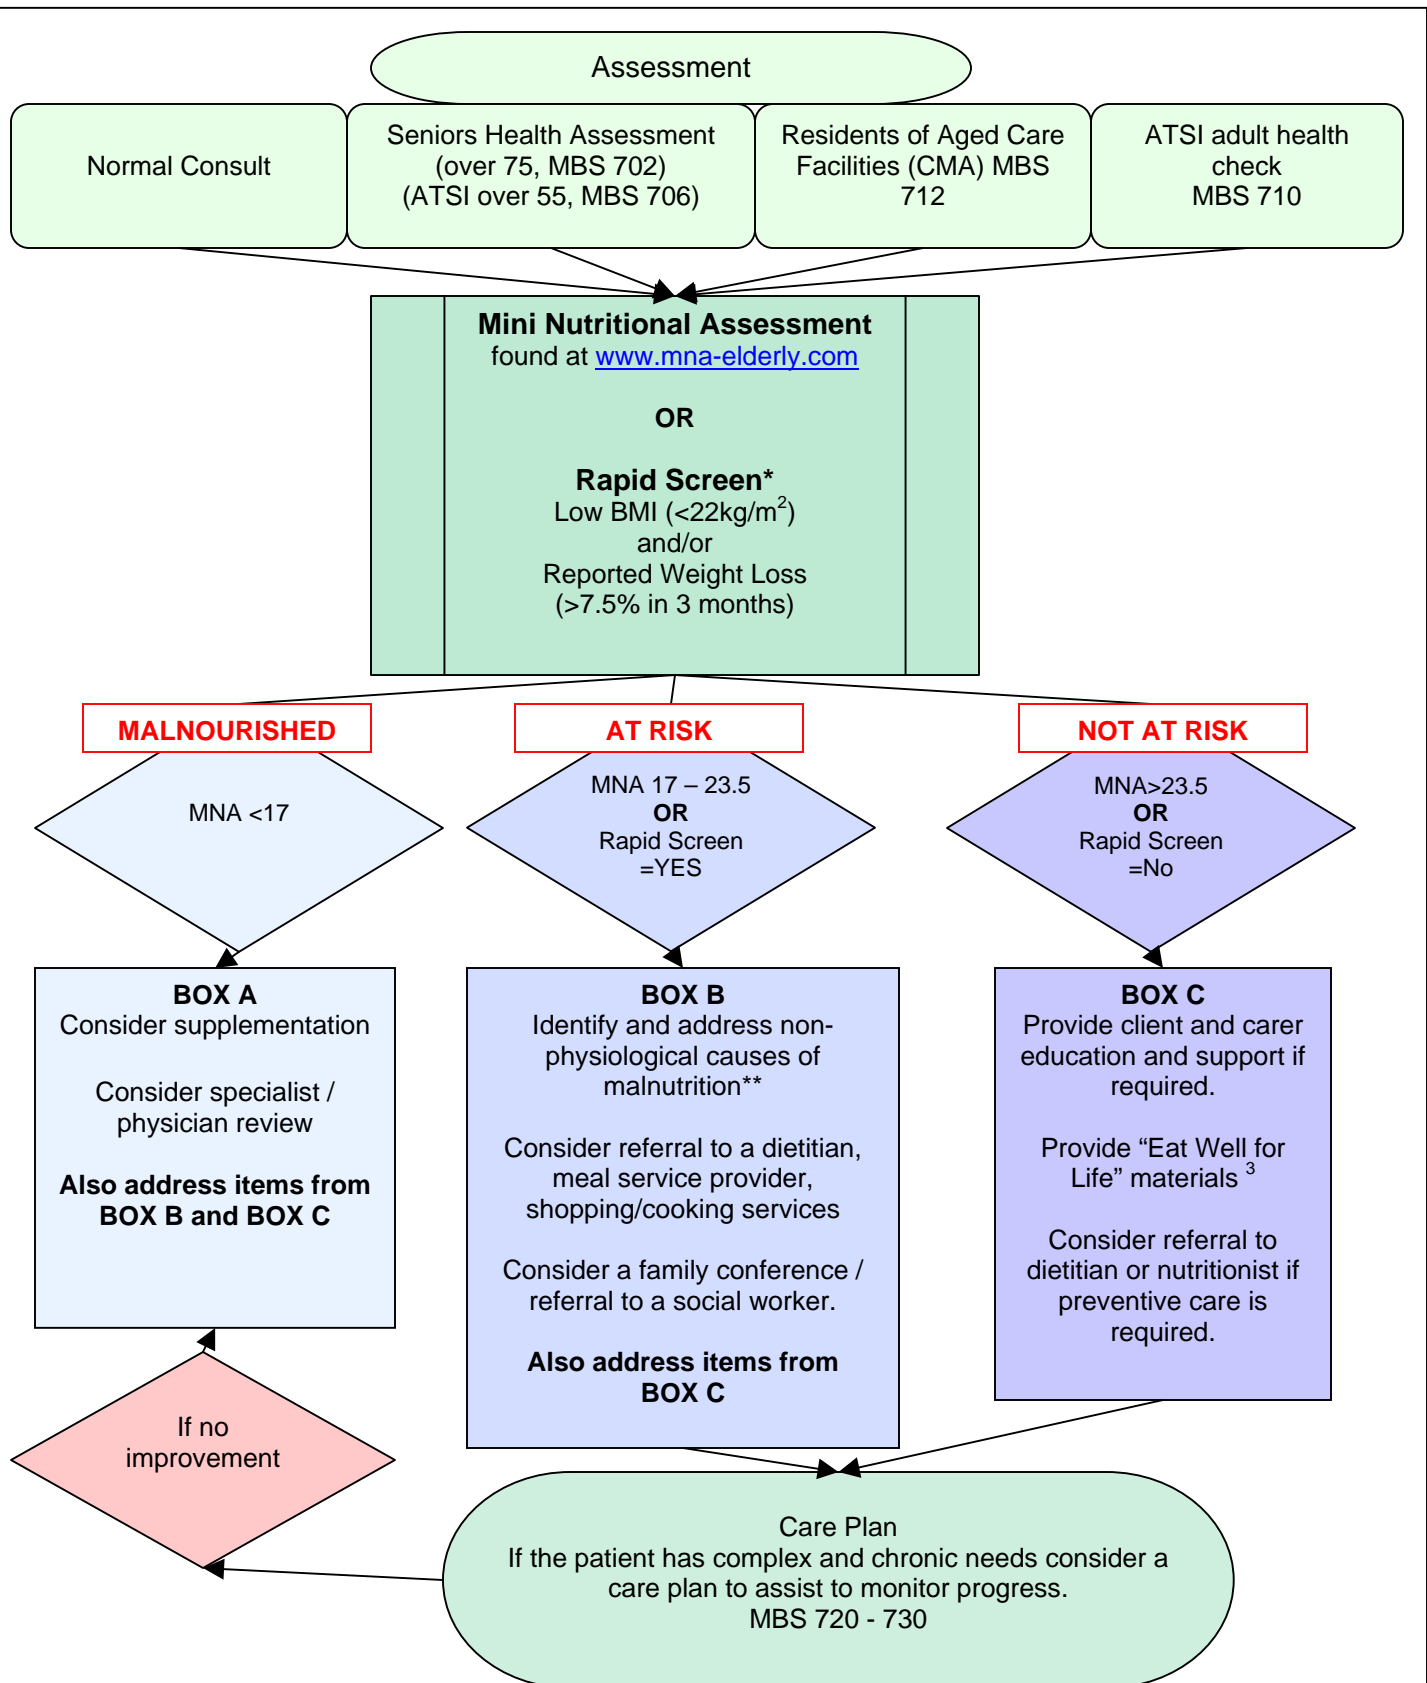 Assessment
Normal Consult
Seniors Health Assessment
(over 75, MBS 702)
(ATSI over 55, MBS 706)
Residents of Aged Care
Facilities (CMA) MBS
712
ATSI adult health
check
MBS 710
Mini Nutritional Assessment
found at www.mna-elderly.com
OR
Rapid Screen*
Low BMI (<22kg/m²)
and/or
Reported Weight Loss
(>7.5% in 3 months)
MALNOURISHED
MNA <17
AT RISK
MNA 17 – 23.5
OR
Rapid Screen
=YES
NOT AT RISK
MNA>23.5
OR
Rapid Screen
=No
BOX A
Consider supplementation
Consider specialist /
physician review
Also address items from
BOX B and BOX C
BOX B
Identify and address non-
physiological causes of
malnutrition**
Consider referral to a dietitian,
meal service provider,
shopping/cooking services
Consider a family conference /
referral to a social worker.
Also address items from
BOX C
BOX C
Provide client and carer
education and support if
required.
Provide “Eat Well for
Life” materials ³
Consider referral to
dietitian or nutritionist if
preventive care is
required.
If no
improvement
Care Plan
If the patient has complex and chronic needs consider a
care plan to assist to monitor progress.
MBS 720 - 730